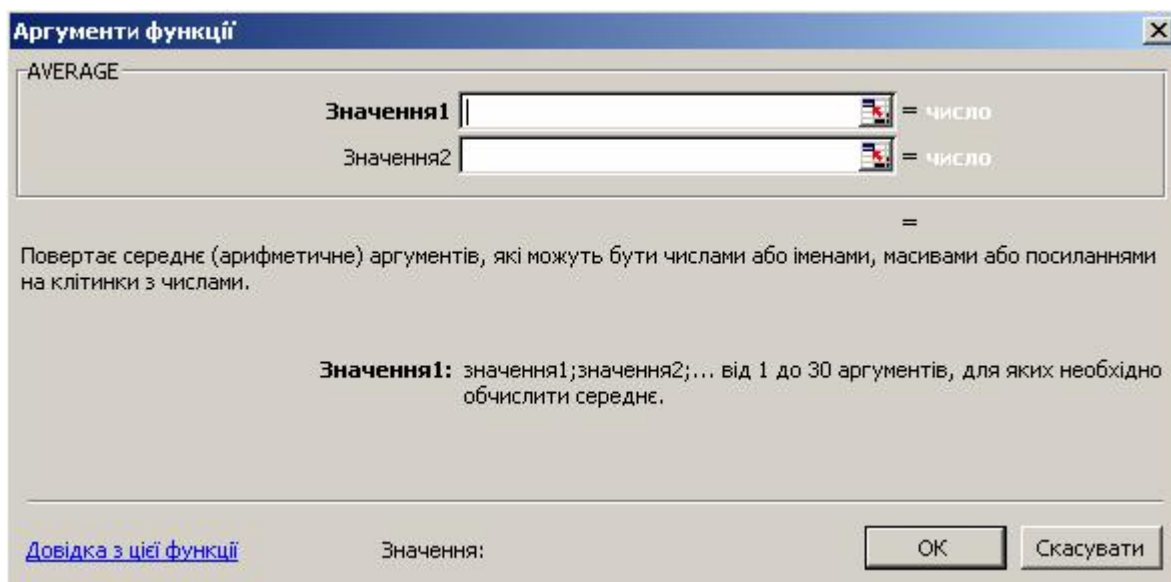 Аргументи функції
AVERAGE
Значення1 = число
Значення2 = число
=
Повертає середнє (арифметичне) аргументів, які можуть бути числами або іменами, масивами або посиланнями
на клітинки з числами.
Значення1: значення1;значення2;... від 1 до 30 аргументів, для яких необхідно
обчислити середнє.
Довідка з цієї функції Значення: ОК Скасувати